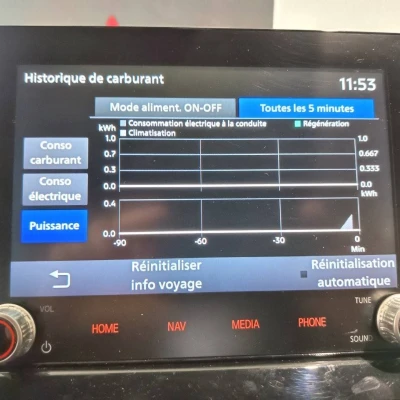 Historique de carburant
11:53
Mode aliment. ON-OFF
Toutes les 5 minutes
Consommation électrique à la conduite
Régénération
Climatisation
kWh
1.0
0.7
0.3
0.0
1.0
0.667
0.333
0.0
kWh
0.4
0.0
-90
-60
-30
0
Min
Conso
carburant
Conso
électrique
Puissance
Réinitialiser
info voyage
Réinitialisation
automatique
VOL
HOME
NAV
MEDIA
PHONE
TUNE
SOUND